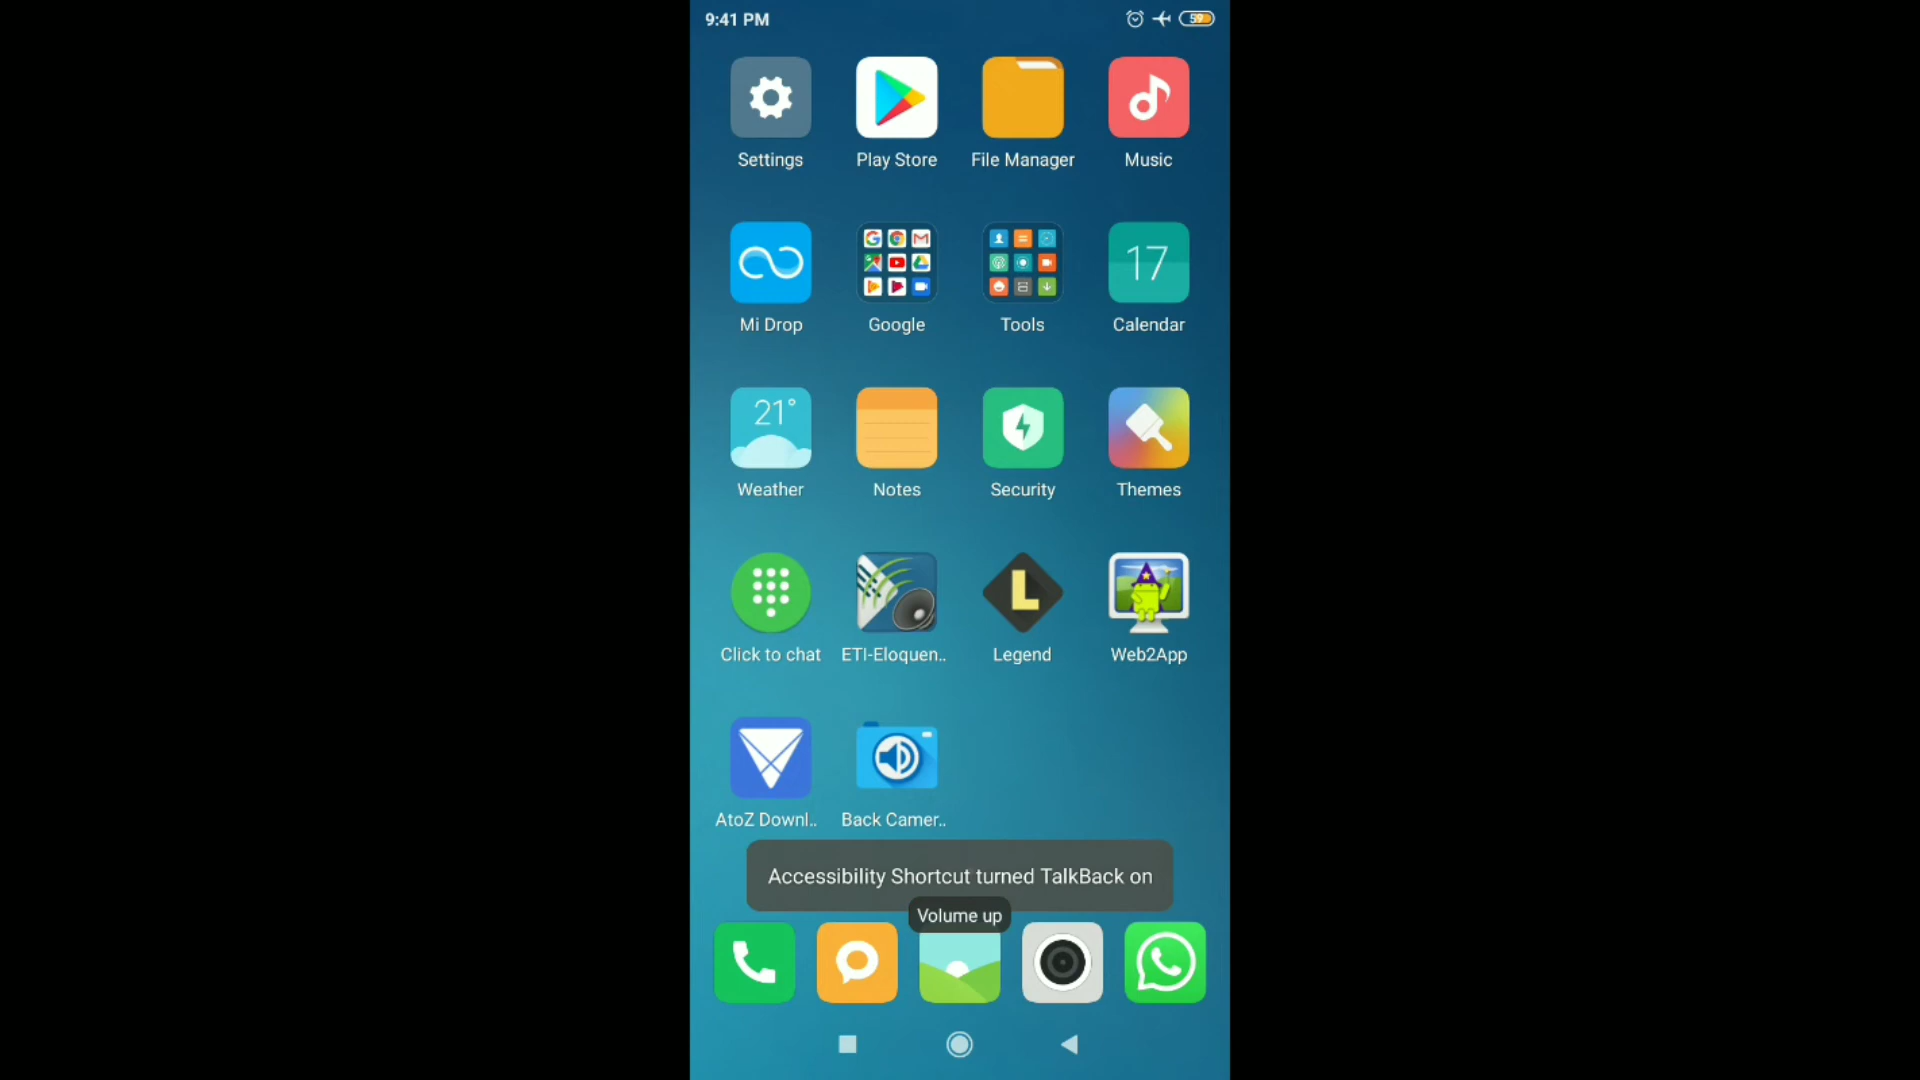 9:41 PM
59
Settings
Play Store
File Manager
Music
17
Mi Drop
Google
Tools
Calendar
21°
Weather
Notes
Security
Themes
L
Click to chat
ETI-Eloquen..
Legend
Web2App
AtoZ Downl..
Back Camer..
Accessibility Shortcut turned TalkBack on
Volume up